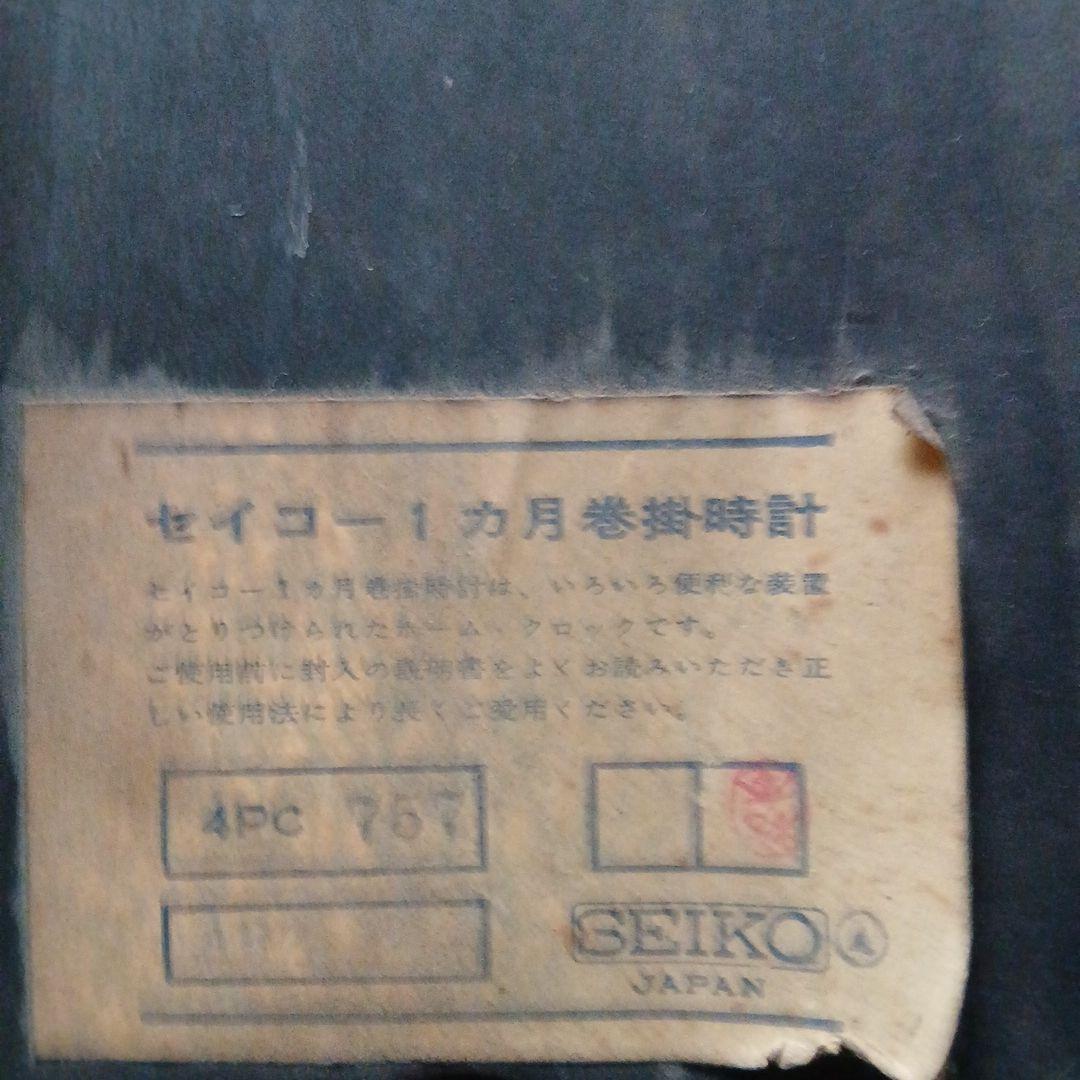 セイコー1カ月巻掛時計
セイコー1カ月巻掛時計は、いろいろ便利な装置
がとりつけられたホーム・クロックです。
ご使用前に封入の説明書をよくお読みいただき正
しい使用法により長くご愛用ください。
4PC 767
SEIKO
JAPAN